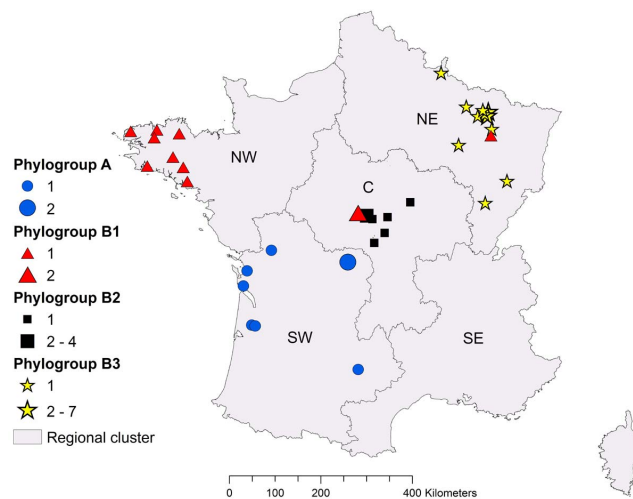 NE
NW
C
SW
SE
Phylogroup A
1
2
Phylogroup B1
1
2
Phylogroup B2
1
2 - 4
Phylogroup B3
1
2 - 7
Regional cluster
0 100 200 400 Kilometers